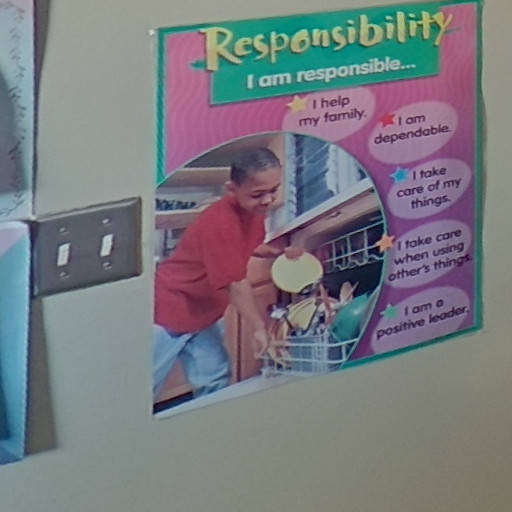 Responsibility
I am responsible...
I help
my family.
I am
dependable.
I take
care of my
things.
I take care
when using
other's things.
I am a
positive leader.